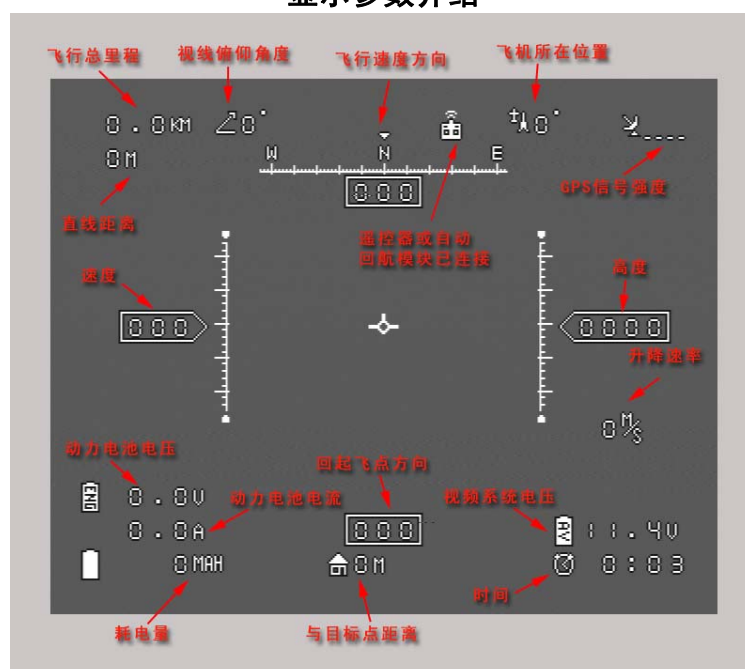 显示参数介绍
飞行总里程
视线俯仰角度
飞行速度方向
飞机所在位置
0.0KM
0°
0°
0M
W
N
E
000
GPS信号强度
直线距离
遥控器或自动
回航模块已连接
速度
高度
000
0000
升降速率
0M/S
动力电池电压
回起飞点方向
ENG
0.0V
动力电池电流
视频系统电压
0.0A
000
AV
11.4V
0MAH
0M
0:03
时间
耗电量
与目标点距离